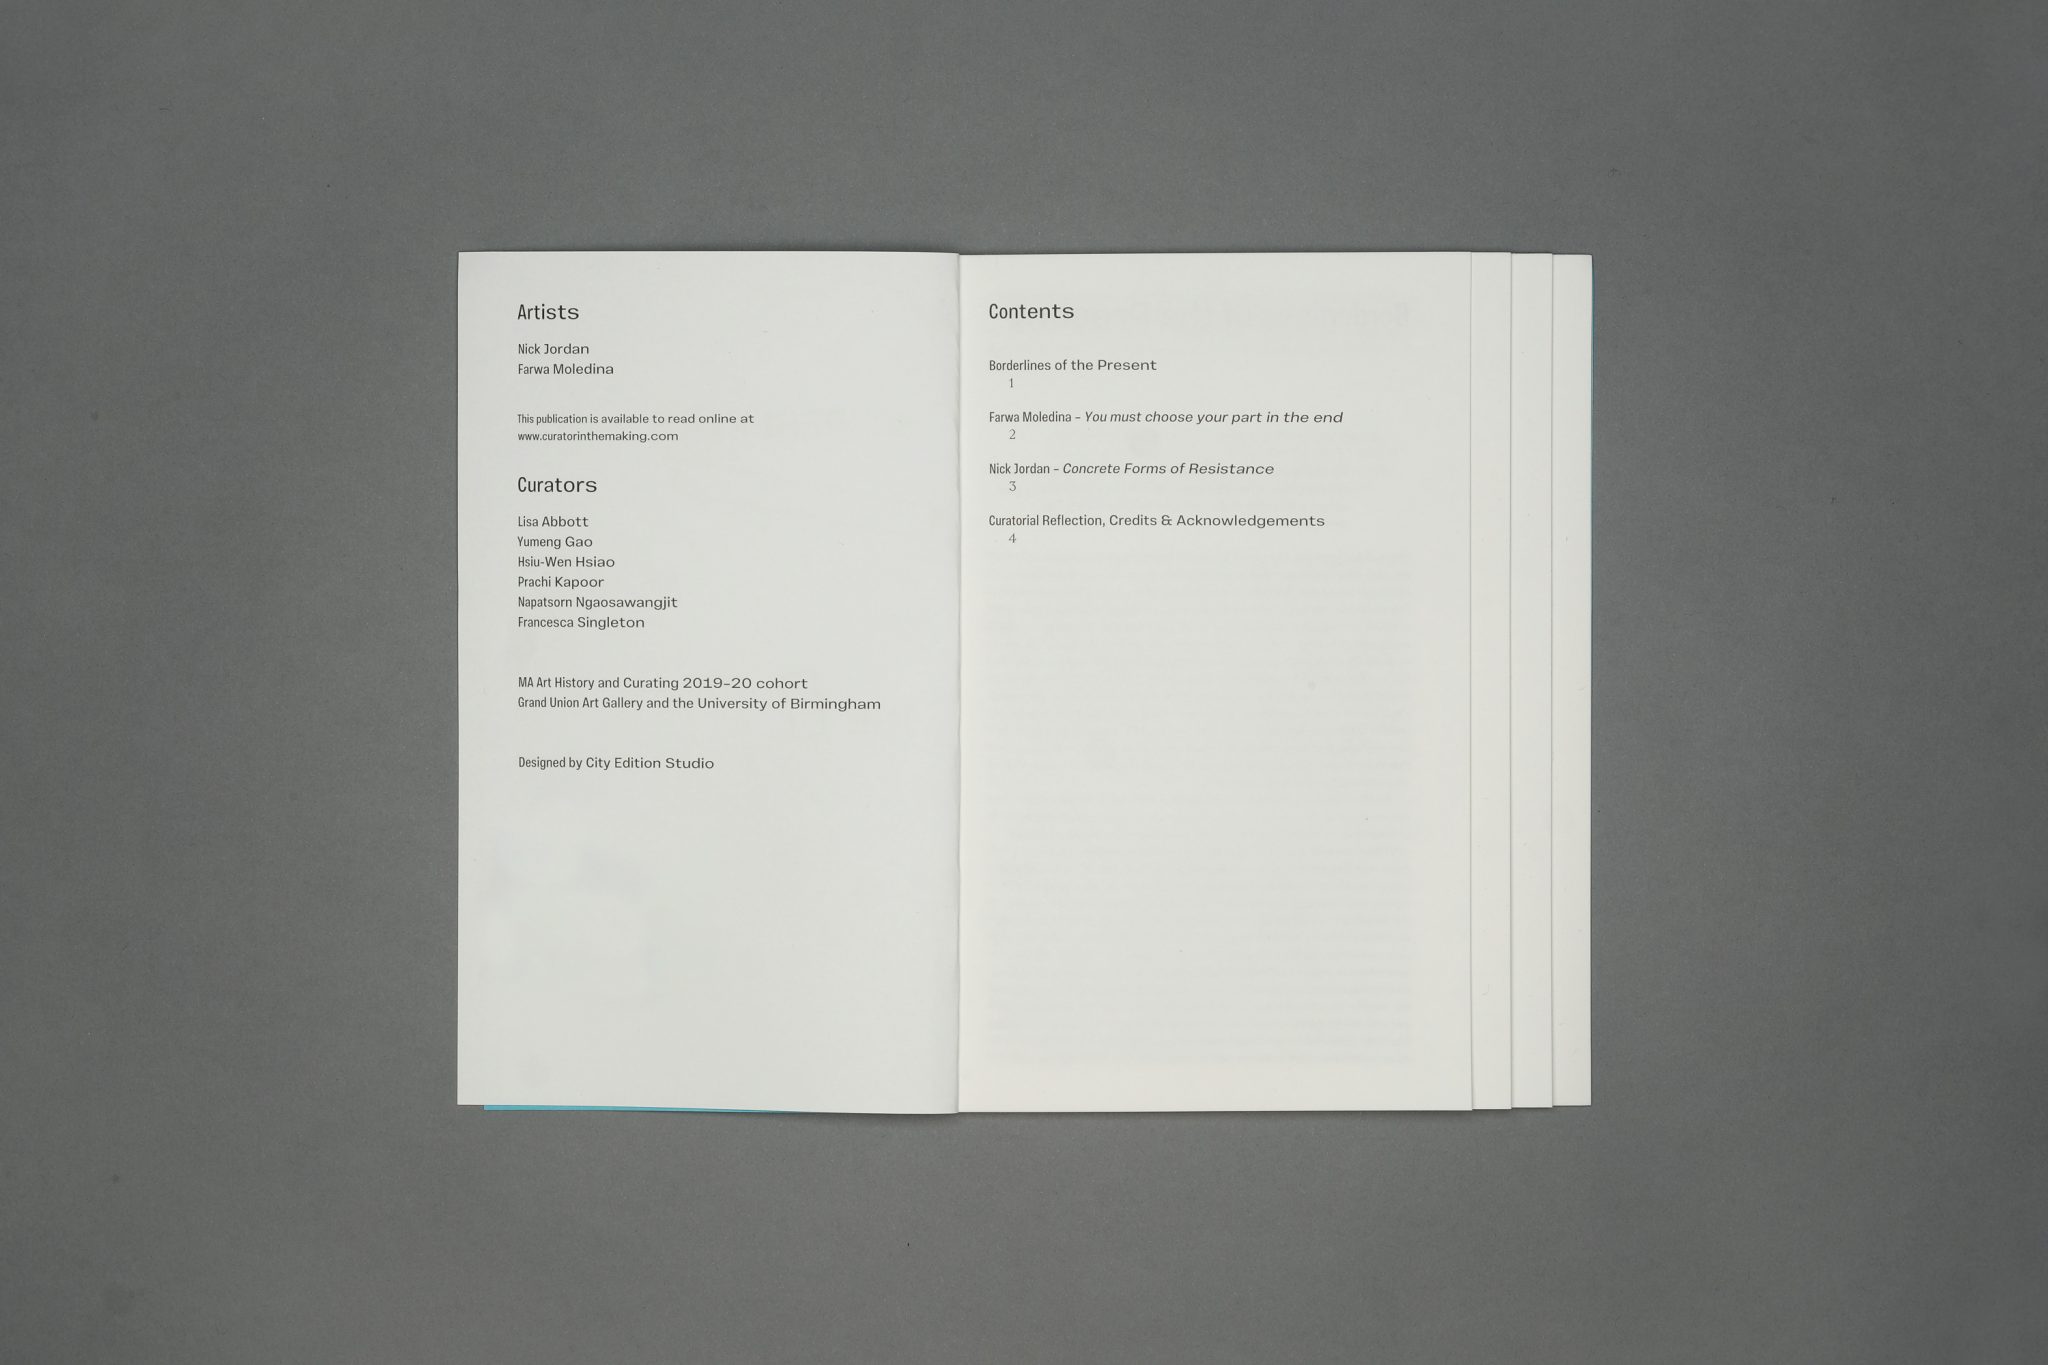 Artists
Nick Jordan
Farwa Moledina
This publication is available to read online at
www.curatorinthemaking.com
Curators
Lisa Abbott
Yumeng Gao
Hsiu-Wen Hsiao
Prachi Kapoor
Napatsorn Ngaosawangjit
Francesca Singleton
MA Art History and Curating 2019–20 cohort
Grand Union Art Gallery and the University of Birmingham
Designed by City Edition Studio
Contents
Borderlines of the Present
1
Farwa Moledina – You must choose your part in the end
2
Nick Jordan – Concrete Forms of Resistance
3
Curatorial Reflection, Credits & Acknowledgements
4